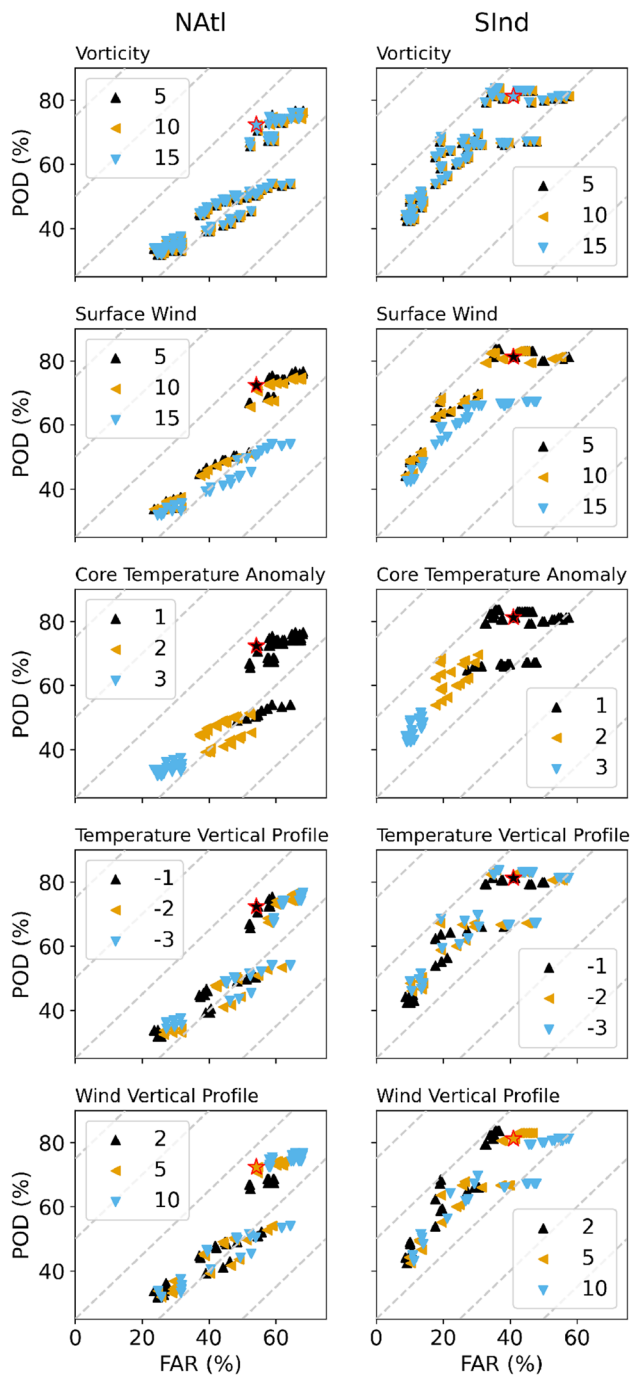 NAtl
SInd
Vorticity
Vorticity
POD (%)
80
60
40
5
10
15
5
10
15
Surface Wind
Surface Wind
POD (%)
80
60
40
5
10
15
5
10
15
Core Temperature Anomaly
Core Temperature Anomaly
POD (%)
80
60
40
1
2
3
1
2
3
Temperature Vertical Profile
Temperature Vertical Profile
POD (%)
80
60
40
-1
-2
-3
-1
-2
-3
Wind Vertical Profile
Wind Vertical Profile
POD (%)
80
60
40
2
5
10
2
5
10
0 20 40 60
0 20 40 60
FAR (%)
FAR (%)